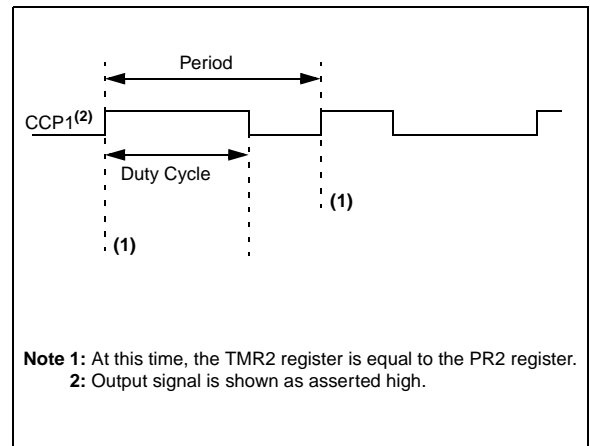 Period
CCP1(2)
Duty Cycle
(1)
(1)
Note 1: At this time, the TMR2 register is equal to the PR2 register.
2: Output signal is shown as asserted high.